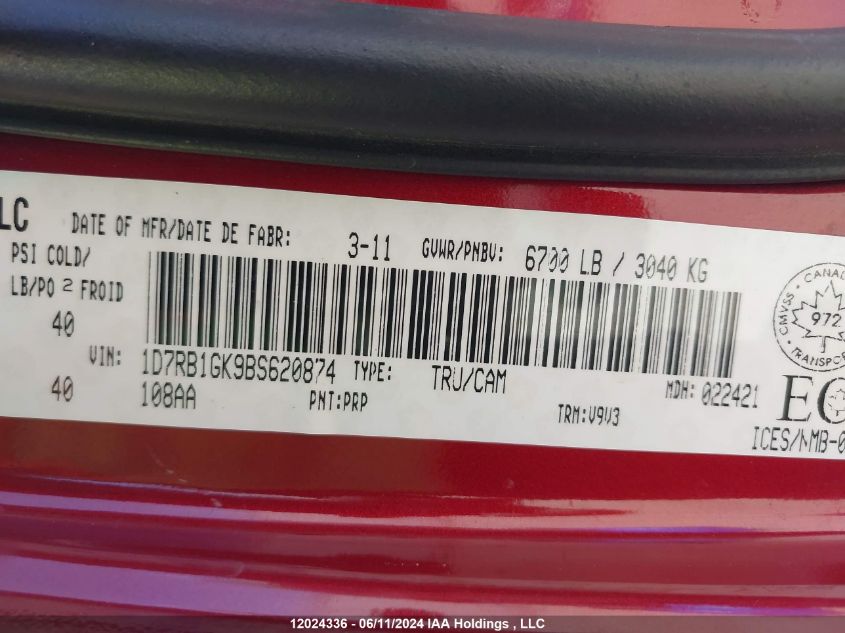 LC DATE OF MFR/DATE DE FABR: 3-11 GVWR/PNBV: 6700 LB / 3040 KG
PSI COLD/
LB/PO 2 FROID
40
40
VIN: 1D7RB1GK9BS620874 TYPE: TRU/CAM MDH: 022421
108AA PNT:PRP TRM:V9V3
CMVSS 972 TRANSPORT
ICES/NMB-0
12024336 - 06/11/2024 IAA Holdings , LLC